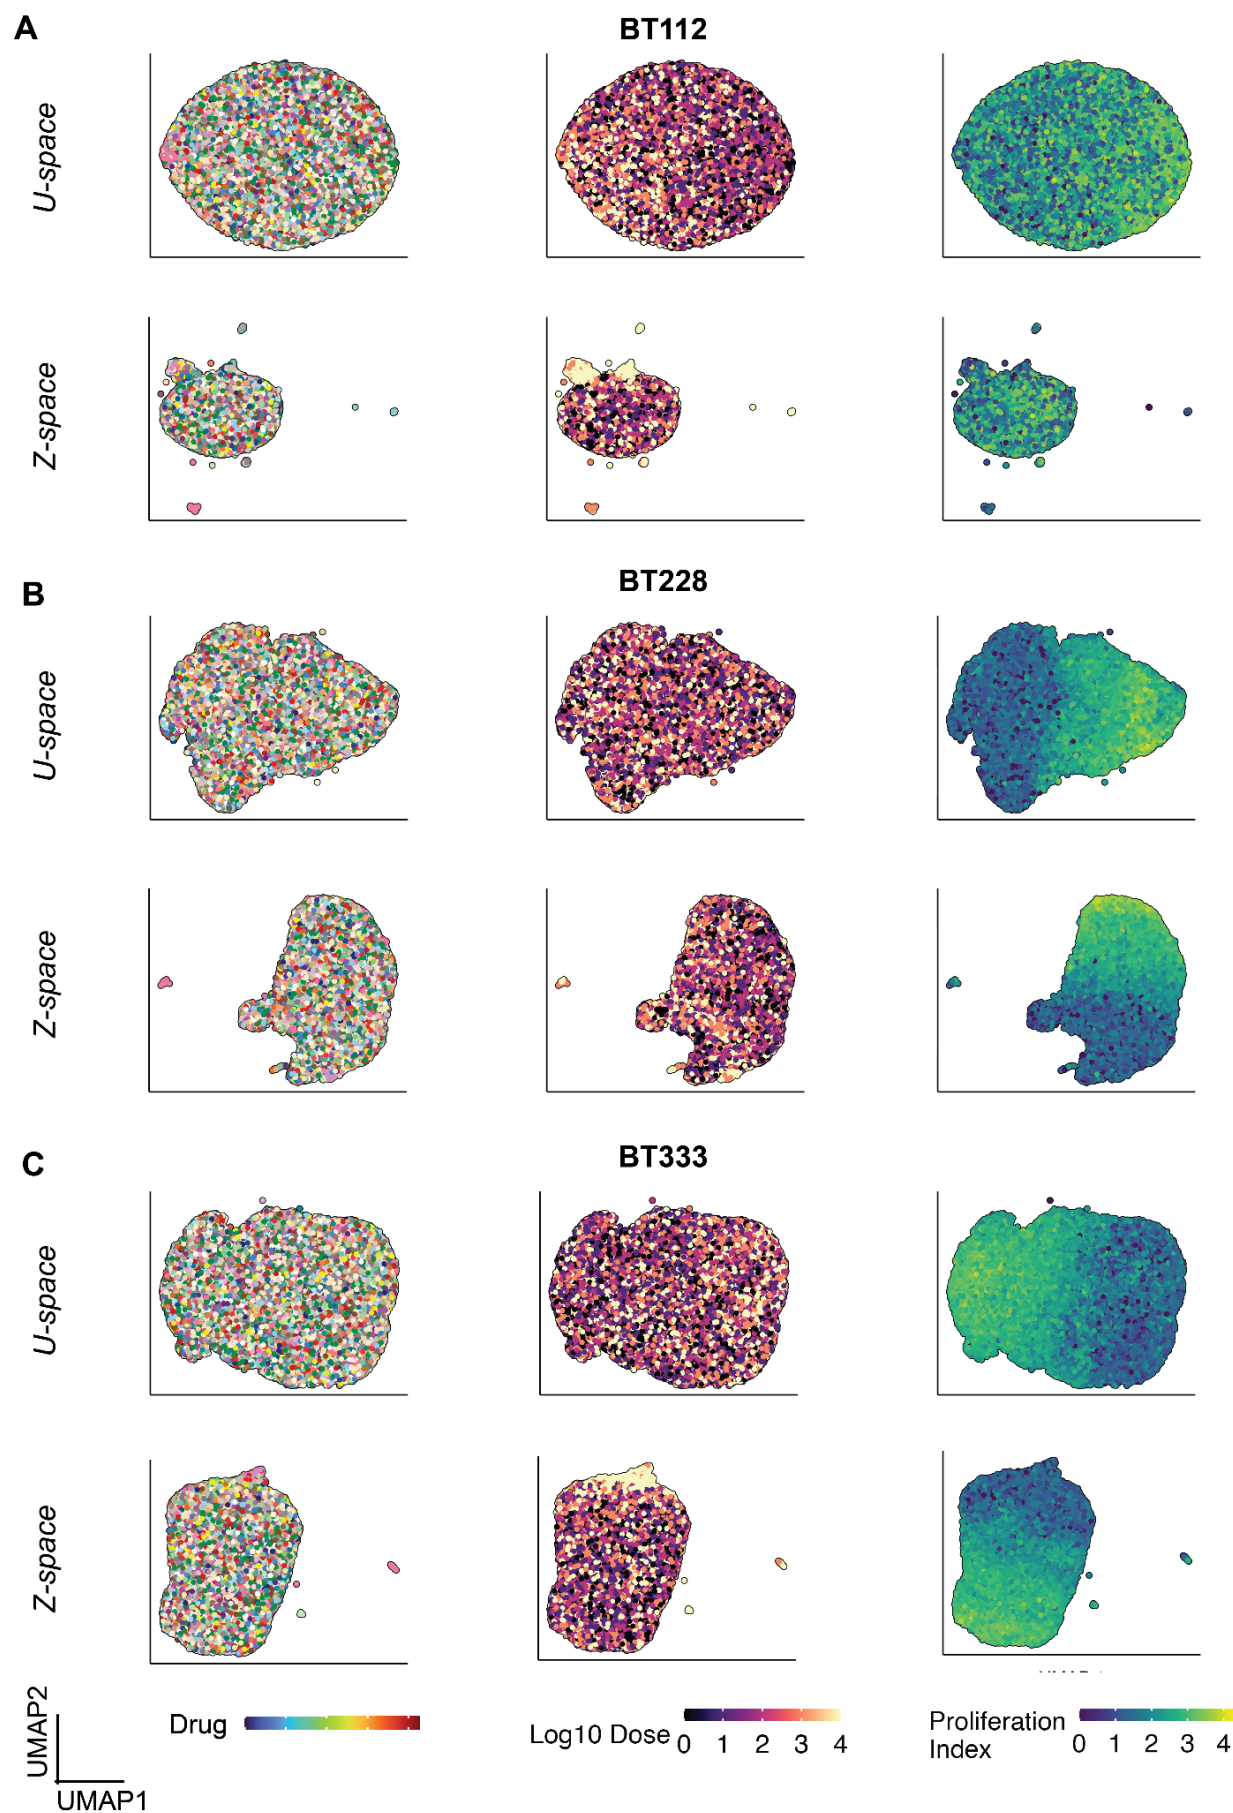 A
BT112
U-space
Z-space
B
BT228
U-space
Z-space
C
BT333
U-space
Z-space
UMAP2
UMAP1
Drug
Log10 Dose
0 1 2 3 4
Proliferation
Index
0 1 2 3 4